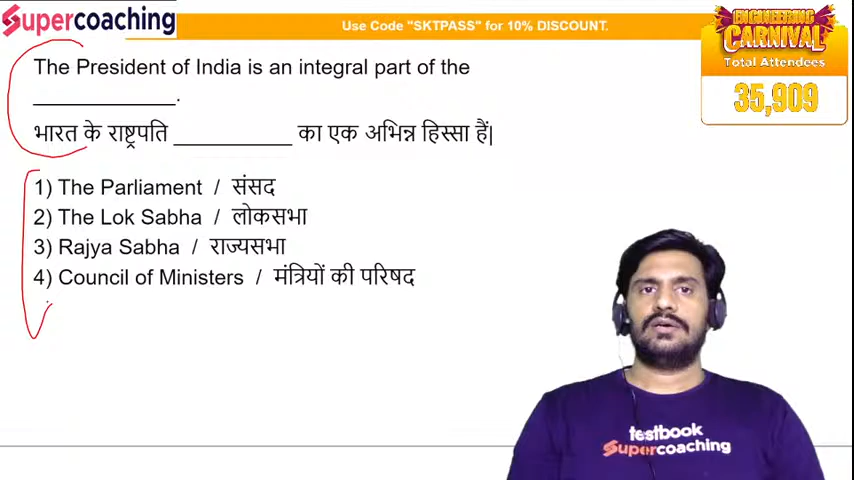 Supercoaching
Use Code "SKTPASS" for 10% DISCOUNT.
ENGINEERING
CARNIVAL
Total Attendees
35,909
The President of India is an integral part of the
____________.
भारत के राष्ट्रपति __________ का एक अभिन्न हिस्सा हैं|
1) The Parliament / संसद
2) The Lok Sabha / लोकसभा
3) Rajya Sabha / राज्यसभा
4) Council of Ministers / मंत्रियों की परिषद
testbook
Supercoaching